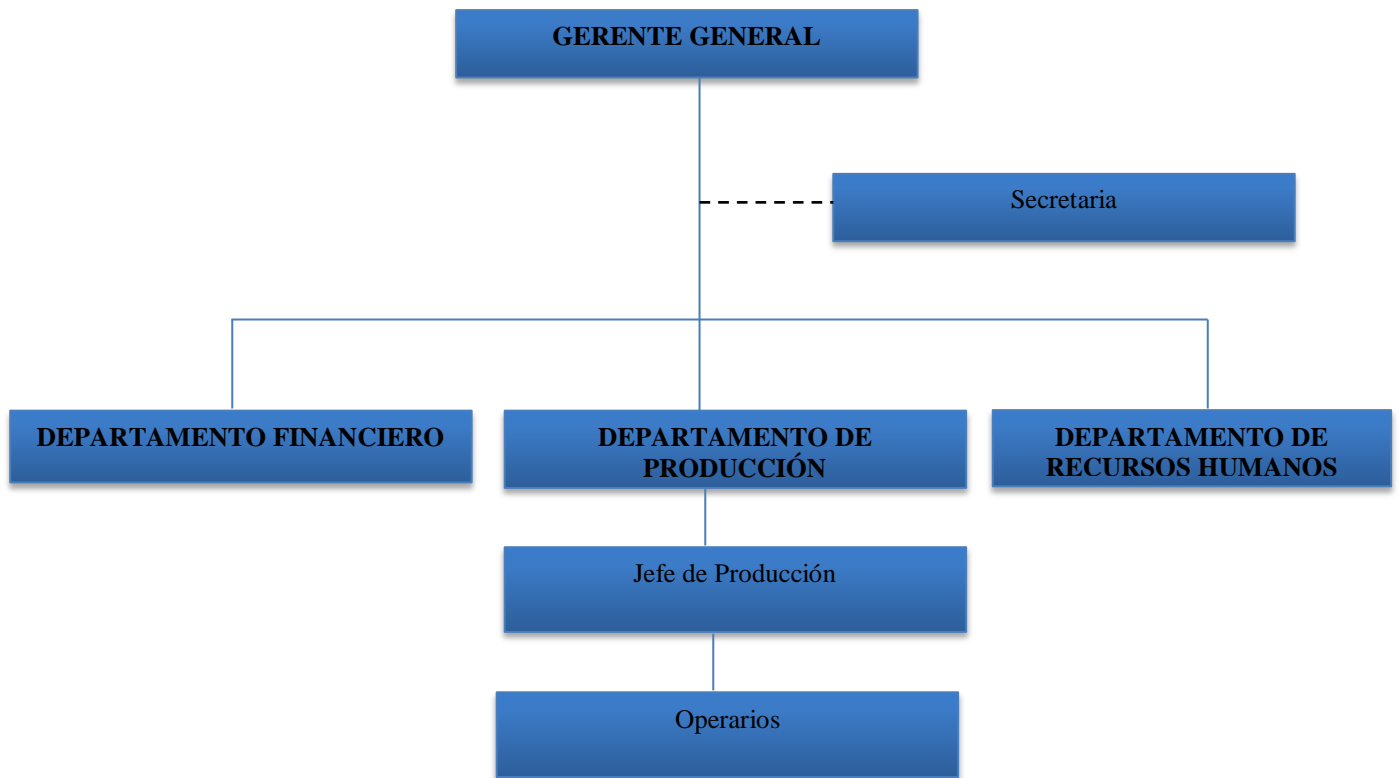 GERENTE GENERAL
Secretaria
DEPARTAMENTO FINANCIERO
DEPARTAMENTO DE
PRODUCCIÓN
DEPARTAMENTO DE
RECURSOS HUMANOS
Jefe de Producción
Operarios